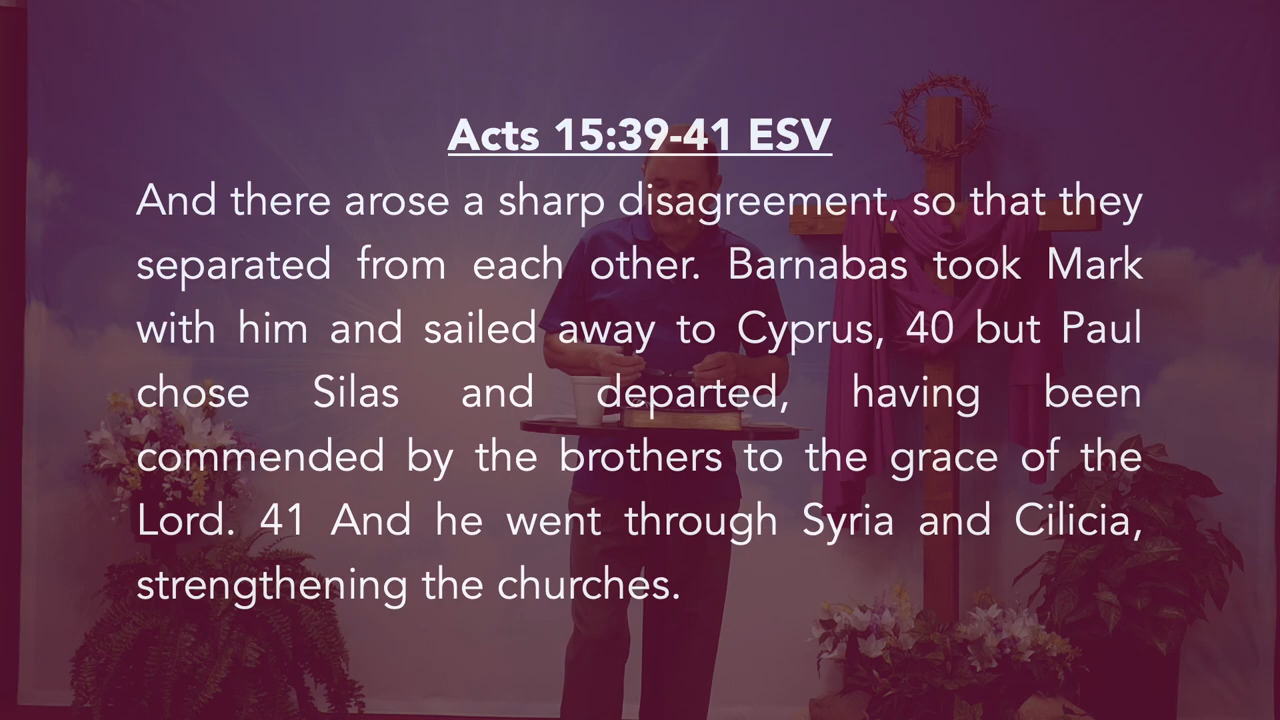 Acts 15:39-41 ESV
And there arose a sharp disagreement, so that they
separated from each other. Barnabas took Mark
with him and sailed away to Cyprus, 40 but Paul
chose Silas and departed, having been
commended by the brothers to the grace of the
Lord. 41 And he went through Syria and Cilicia,
strengthening the churches.